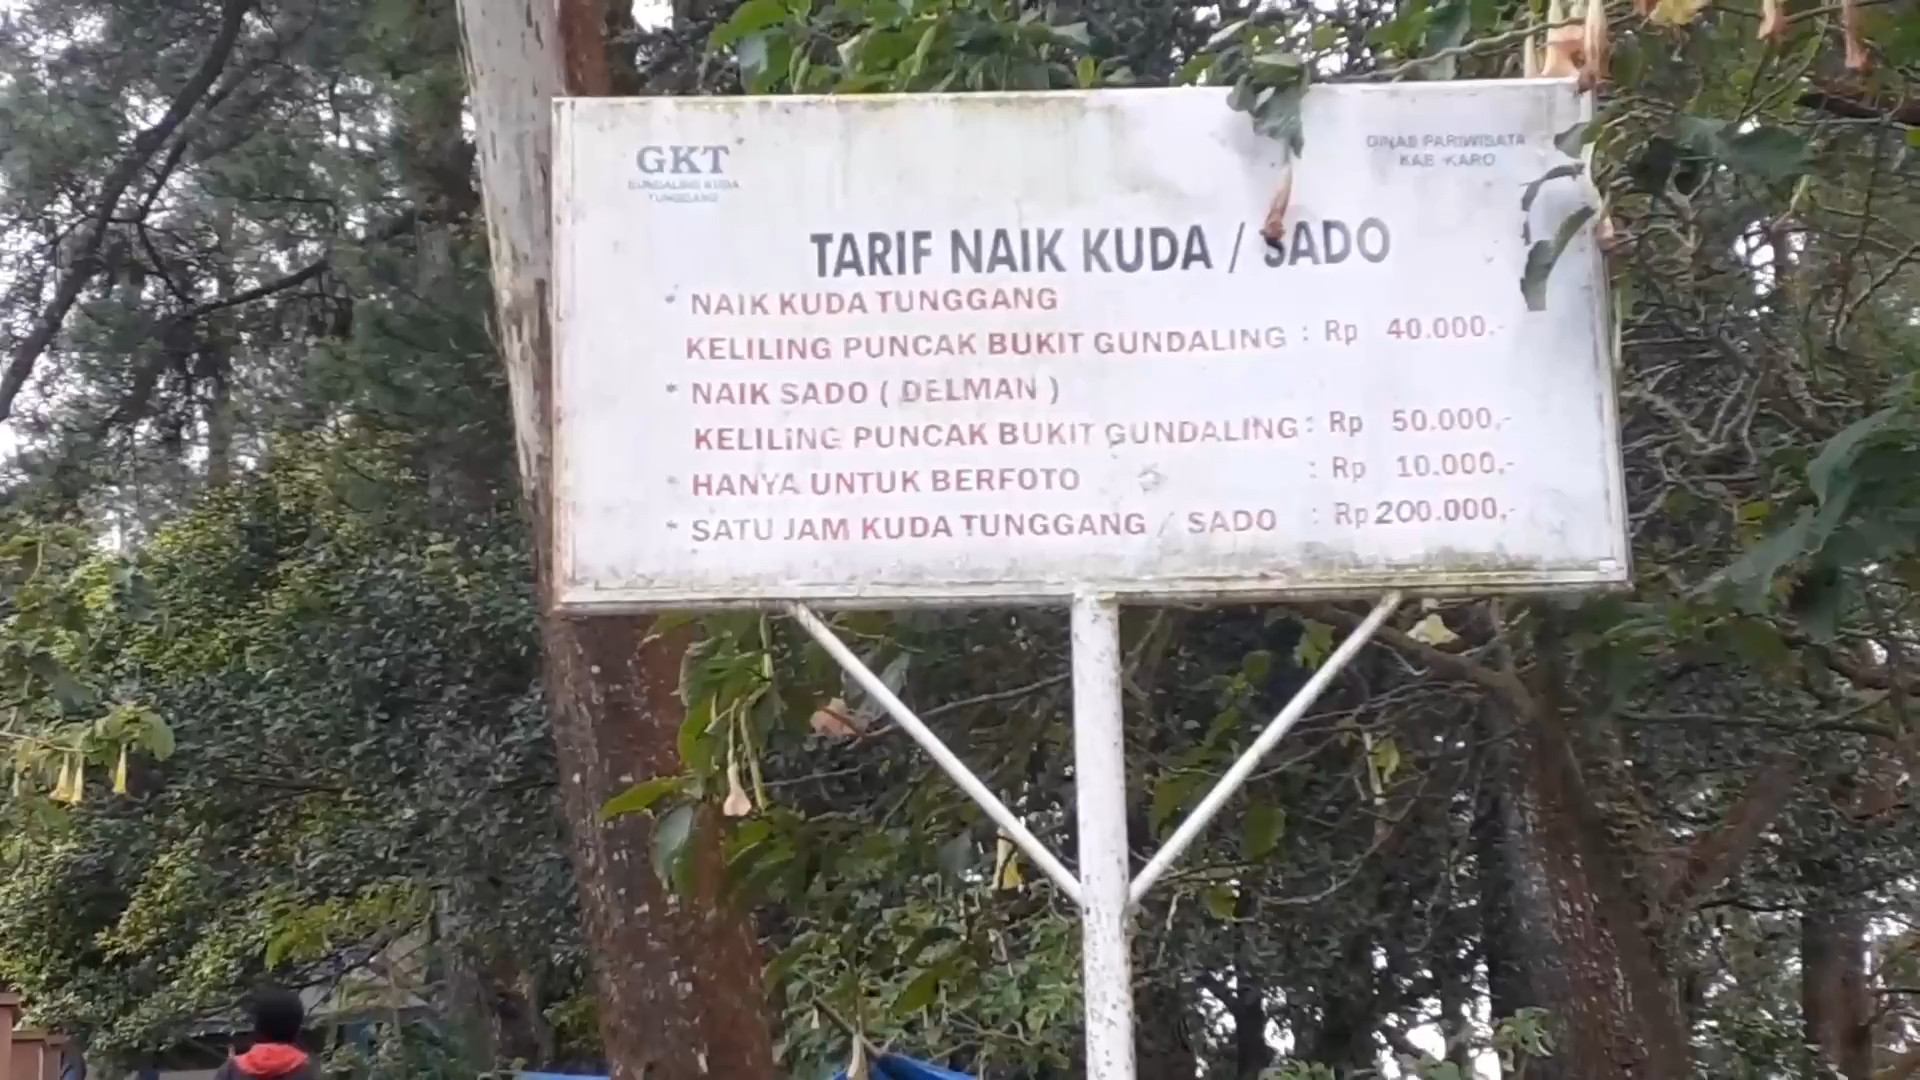 GKT
GUNDALING KUDA
TUNGGANG
DINAS PARIWISATA
KAB KARO
TARIF NAIK KUDA / SADO
* NAIK KUDA TUNGGANG
KELILING PUNCAK BUKIT GUNDALING : Rp 40.000,-
* NAIK SADO ( DELMAN )
KELILING PUNCAK BUKIT GUNDALING : Rp 50.000,-
* HANYA UNTUK BERFOTO : Rp 10.000,-
* SATU JAM KUDA TUNGGANG / SADO : Rp 200.000,-